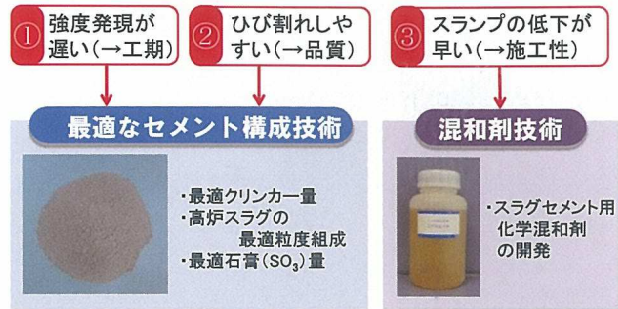 ① 強度発現が
遅い(→工期)
② ひび割れしや
すい(→品質)
③ スランプの低下が
早い(→施工性)
最適なセメント構成技術
・最適クリンカー量
・高炉スラグの
最適粒度組成
・最適石膏(SO₃)量
混和剤技術
・スラグセメント用
化学混和剤
の開発